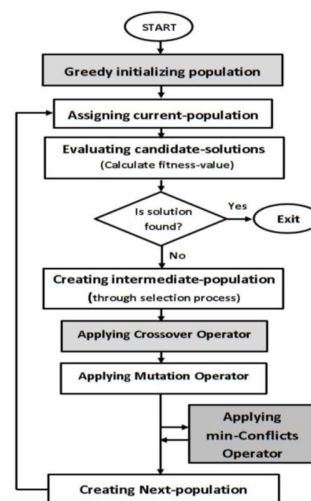 START
Greedy initializing population
Assigning current-population
Evaluating candidate-solutions
(Calculate fitness-value)
Is solution
found?
Yes
Exit
No
Creating intermediate-population
(through selection process)
Applying Crossover Operator
Applying Mutation Operator
Applying
min-Conflicts
Operator
Creating Next-population